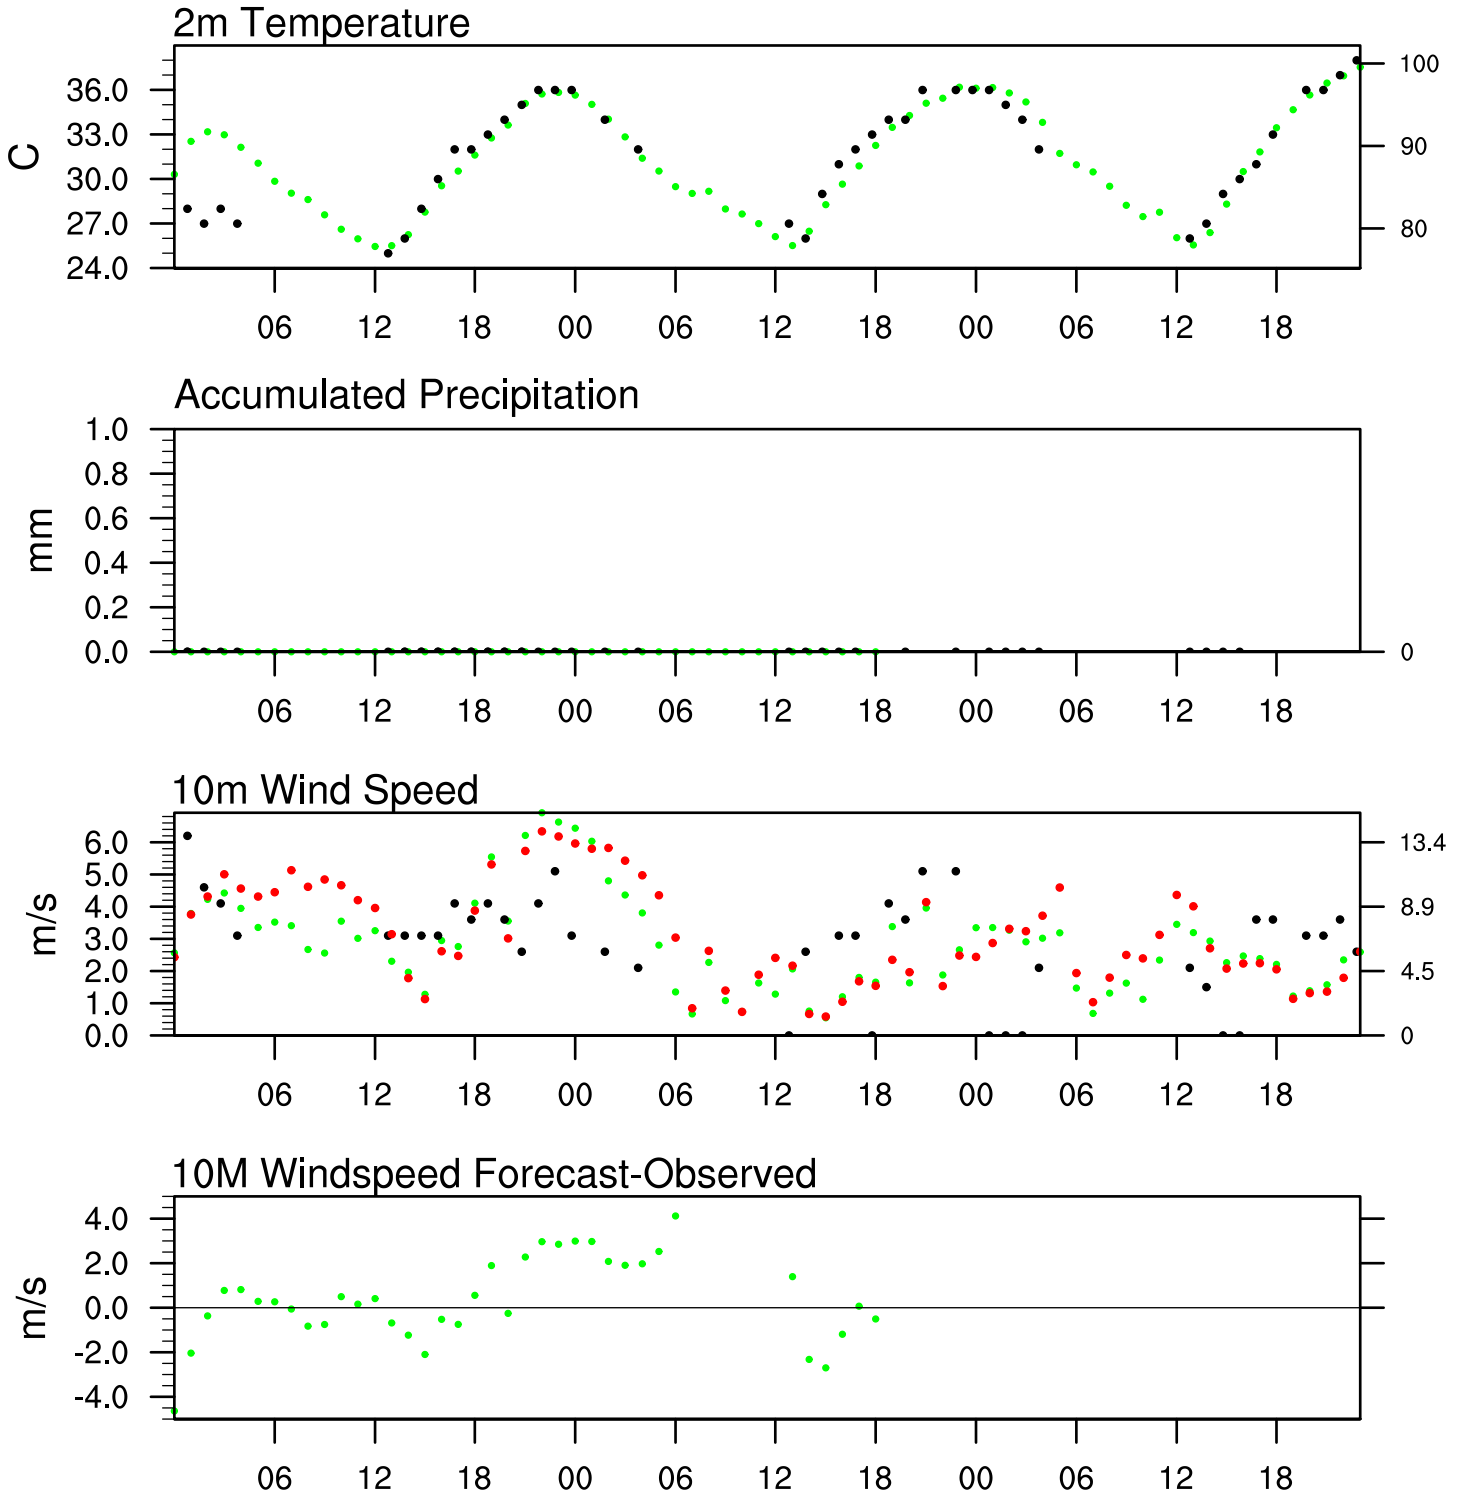 2m Temperature
C
36.0
33.0
30.0
27.0
24.0
100
90
80
06 12 18 00 06 12 18 00 06 12 18
Accumulated Precipitation
mm
1.0
0.8
0.6
0.4
0.2
0.0
0
06 12 18 00 06 12 18 00 06 12 18
10m Wind Speed
m/s
6.0
5.0
4.0
3.0
2.0
1.0
0.0
13.4
8.9
4.5
0
06 12 18 00 06 12 18 00 06 12 18
10M Windspeed Forecast-Observed
m/s
4.0
2.0
0.0
-2.0
-4.0
06 12 18 00 06 12 18 00 06 12 18